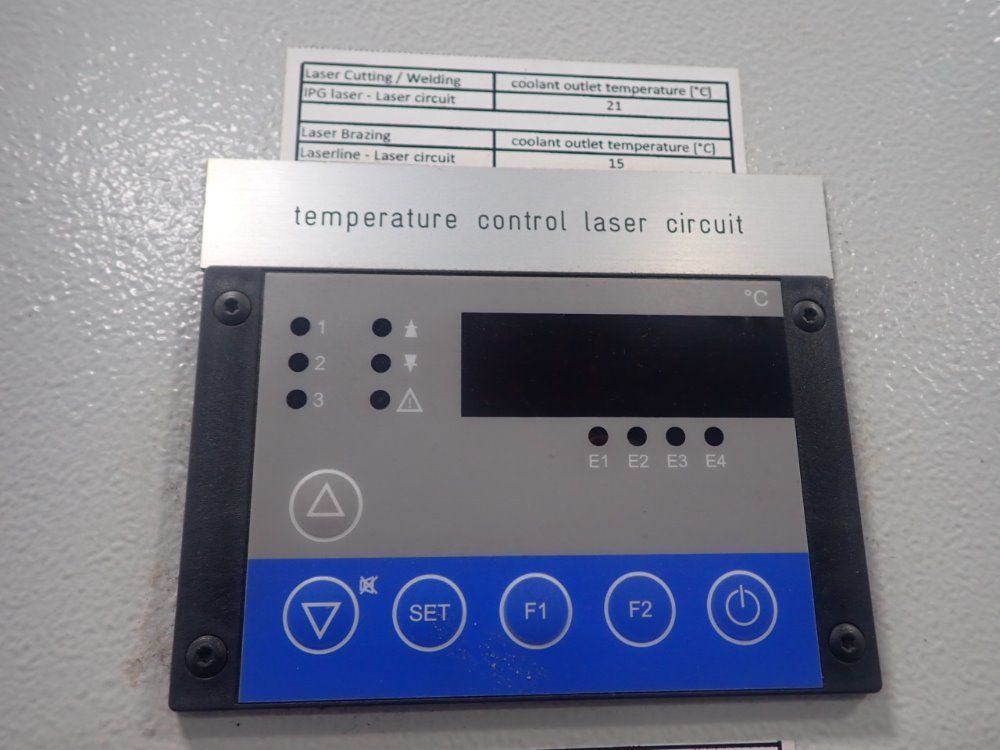 Laser Cutting / Welding coolant outlet temperature (°C)
IPG laser - Laser circuit 21
Laser Brazing coolant outlet temperature (°C)
Laserline - Laser circuit 15
temperature control laser circuit
°C
1
2
3
E1 E2 E3 E4
SET F1 F2